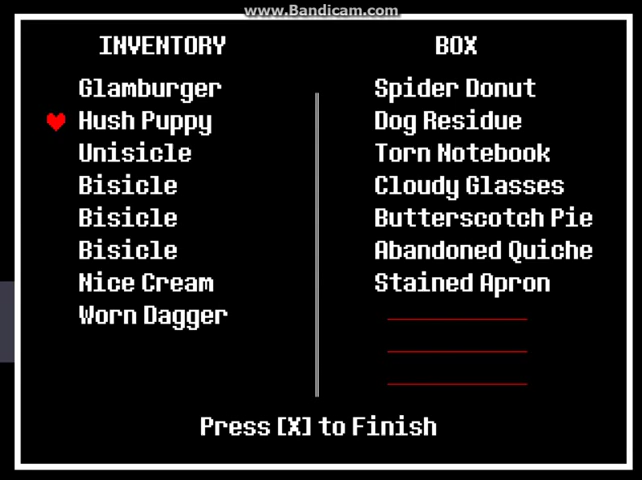 www.Bandicam.com
INVENTORY
BOX
Glamburger
Hush Puppy
Unisicle
Bisicle
Bisicle
Bisicle
Nice Cream
Worn Dagger
Spider Donut
Dog Residue
Torn Notebook
Cloudy Glasses
Butterscotch Pie
Abandoned Quiche
Stained Apron
Press [X] to Finish